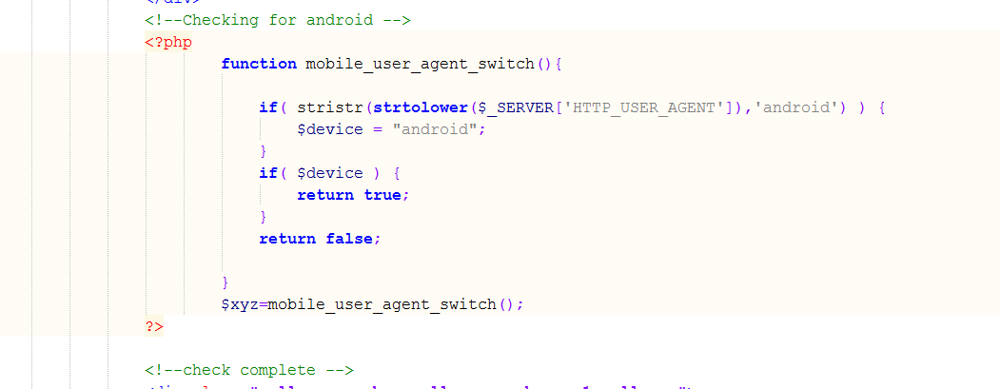 </div>
<!--Checking for android -->
<?php
function mobile_user_agent_switch(){
if( stristr(strtolower($_SERVER['HTTP_USER_AGENT']),'android') ) {
$device = "android";
}
if( $device ) {
return true;
}
return false;
}
$xyz=mobile_user_agent_switch();
?>
<!--check complete -->